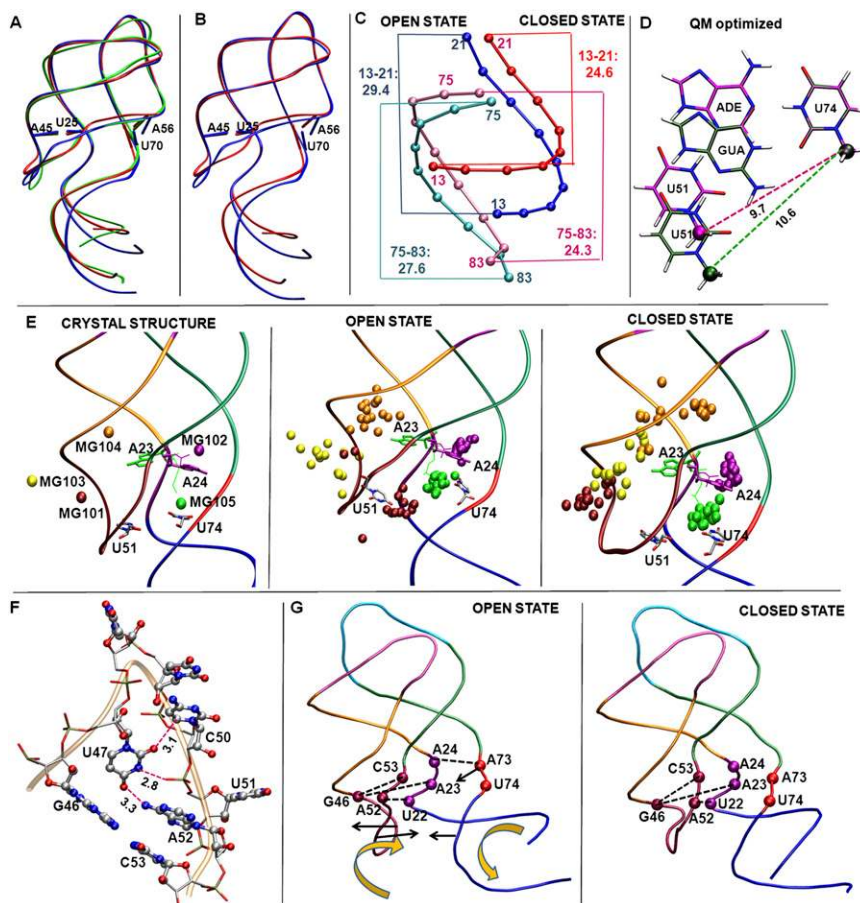 A
A45
U25
A56
U70
B
A45
U25
A56
U70
C
OPEN STATE
CLOSED STATE
21
21
13-21:
29.4
13-21:
24.6
75
75
13
13
75-83:
27.6
75-83:
24.3
83
83
D
QM optimized
ADE
GUA
U74
U51
U51
9.7
10.6
E
CRYSTAL STRUCTURE
MG104
A23
MG102
MG103
A24
MG101
MG105
U51
U74
OPEN STATE
A23
A24
U51
U74
CLOSED STATE
A23
A24
U51
U74
F
3.1
C50
U47
2.8
U51
G46
3.3
A52
C53
G
OPEN STATE
A24
A73
C53
A23
U74
G46
A52
U22
CLOSED STATE
A24
C53
A73
A23
G46
U74
A52
U22